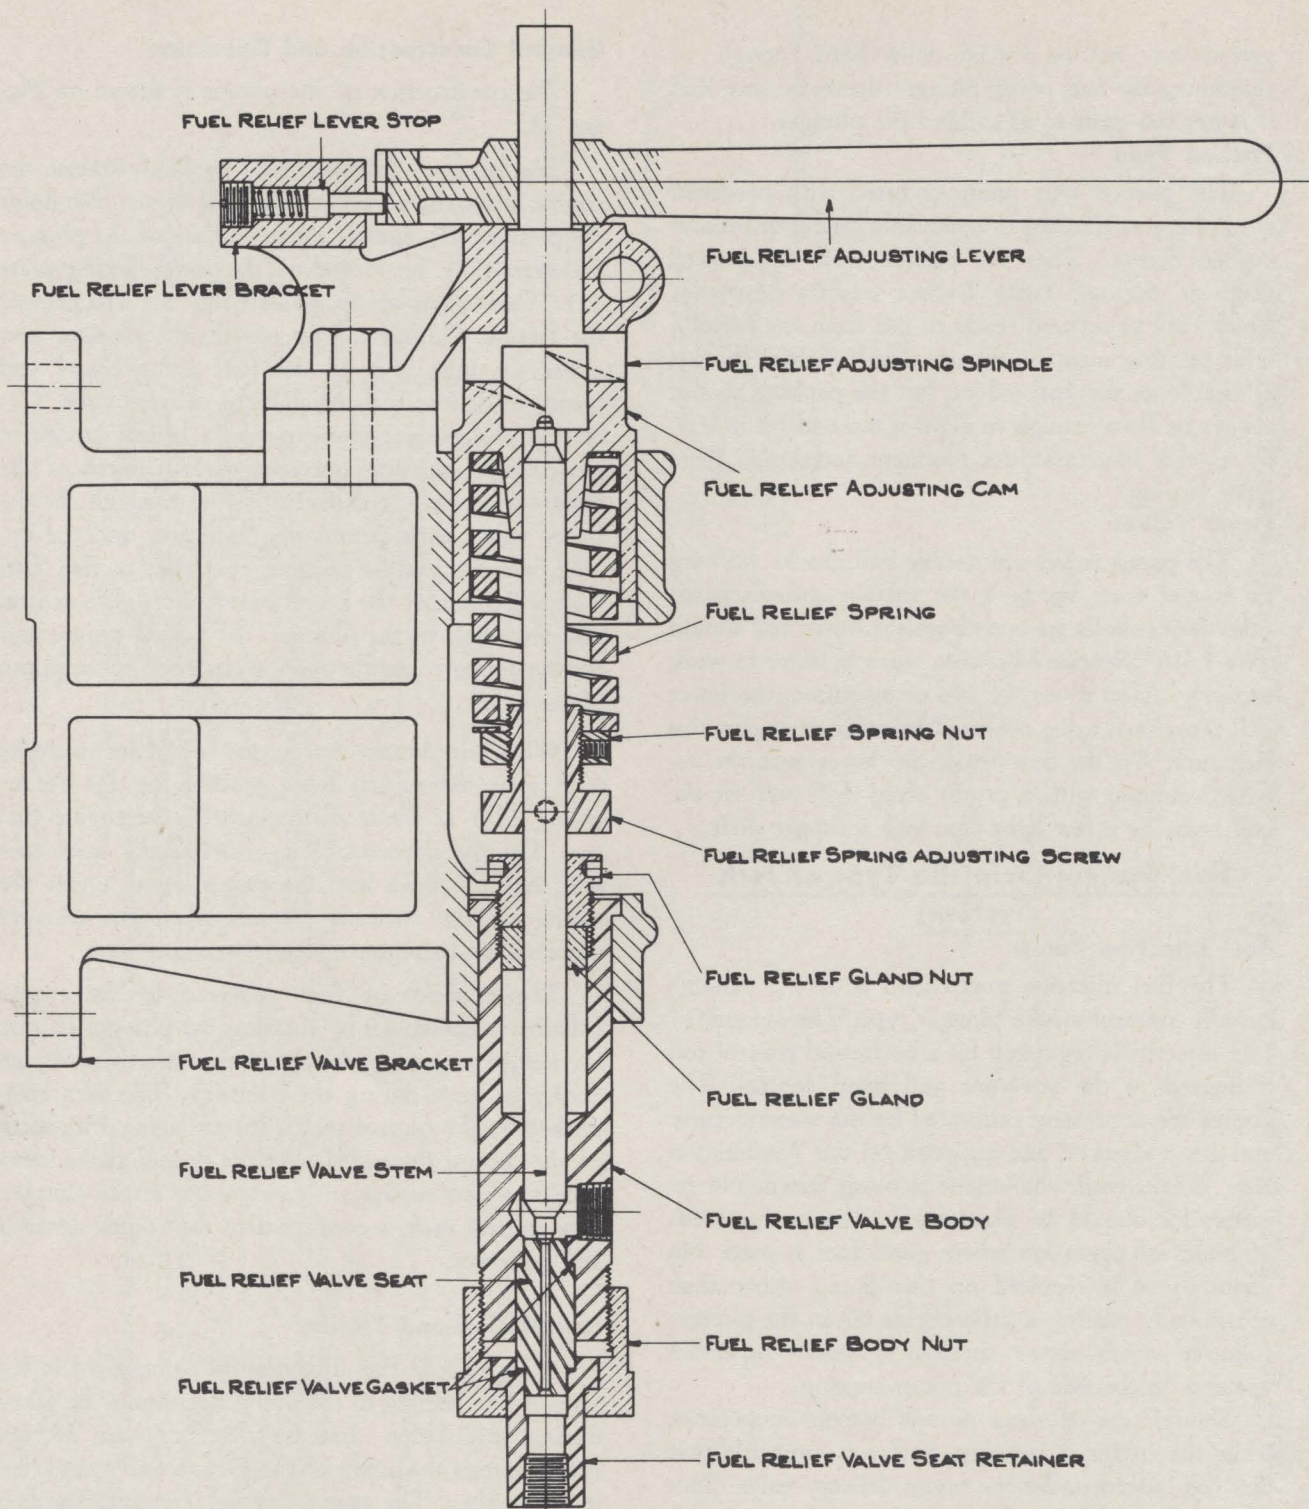 FUEL RELIEF LEVER STOP
FUEL RELIEF ADJUSTING LEVER
FUEL RELIEF LEVER BRACKET
FUEL RELIEF ADJUSTING SPINDLE
FUEL RELIEF ADJUSTING CAM
FUEL RELIEF SPRING
FUEL RELIEF SPRING NUT
FUEL RELIEF SPRING ADJUSTING SCREW
FUEL RELIEF GLAND NUT
FUEL RELIEF VALVE BRACKET
FUEL RELIEF GLAND
FUEL RELIEF VALVE STEM
FUEL RELIEF VALVE BODY
FUEL RELIEF VALVE SEAT
FUEL RELIEF BODY NUT
FUEL RELIEF VALVE GASKET
FUEL RELIEF VALVE SEAT RETAINER